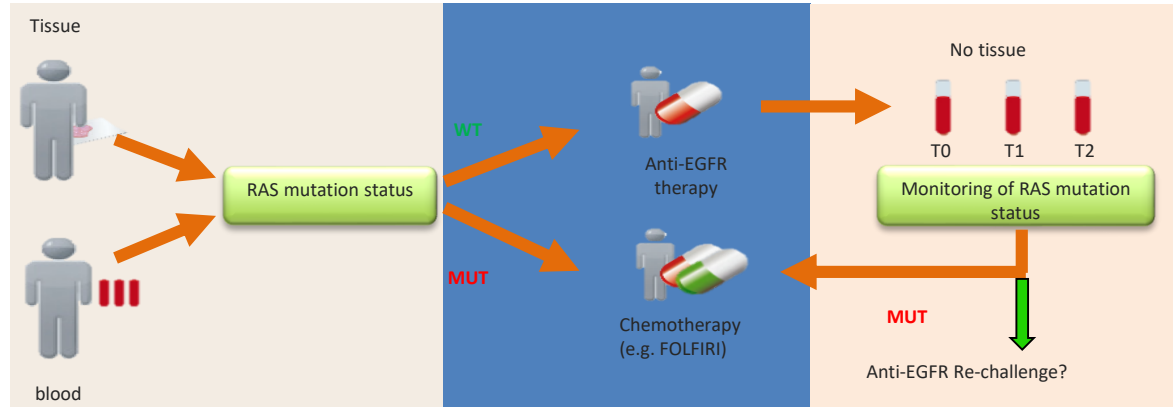 Tissue
blood
RAS mutation status
WT
MUT
Anti-EGFR
therapy
Chemotherapy
(e.g. FOLFIRI)
No tissue
T0
T1
T2
Monitoring of RAS mutation
status
MUT
Anti-EGFR Re-challenge?